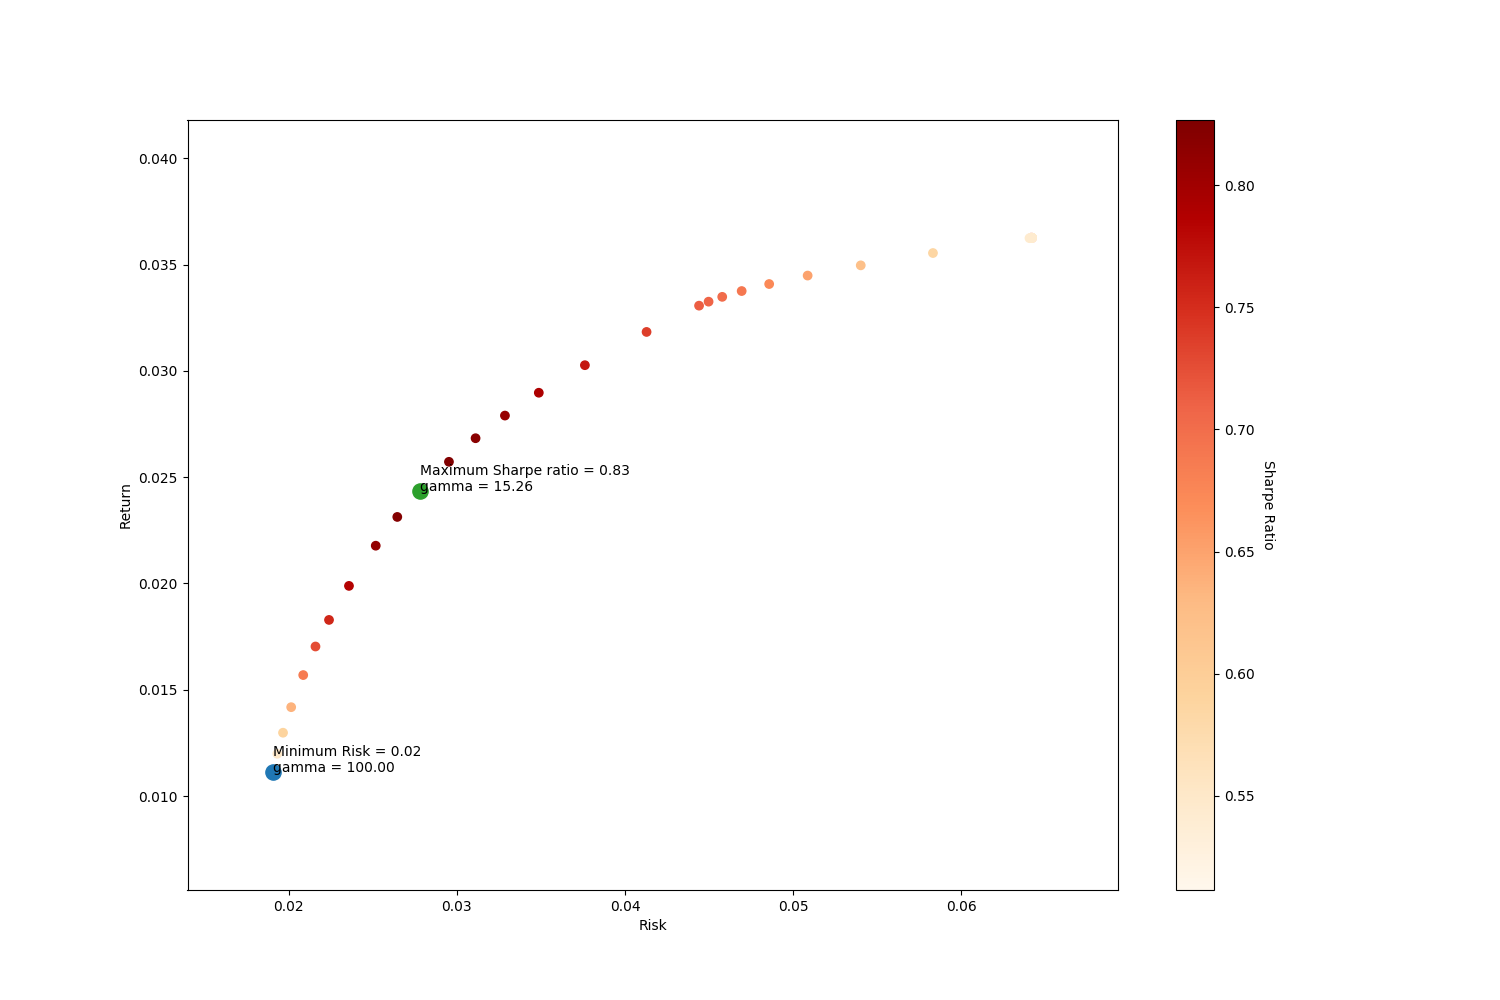 0.040
0.035
0.030
0.025
0.020
0.015
0.010
Return
Maximum Sharpe ratio = 0.83
gamma = 15.26
Minimum Risk = 0.02
gamma = 100.00
0.02 0.03 0.04 0.05 0.06
Risk
0.80
0.75
0.70
0.65
0.60
0.55
Sharpe Ratio